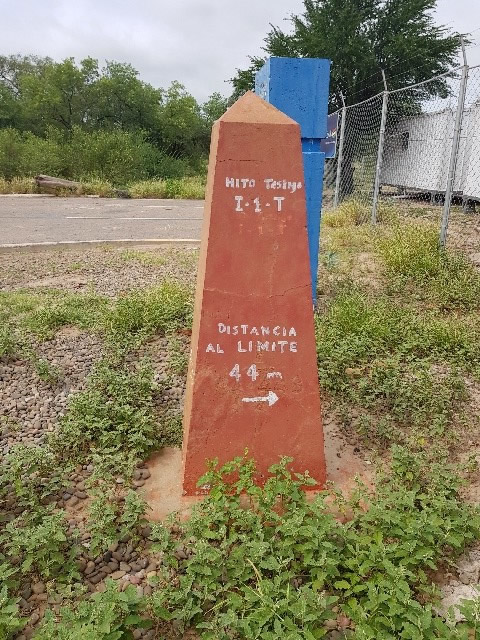 HITO Testigo
I-1-T
DISTANCIA
AL LIMITE
44 m